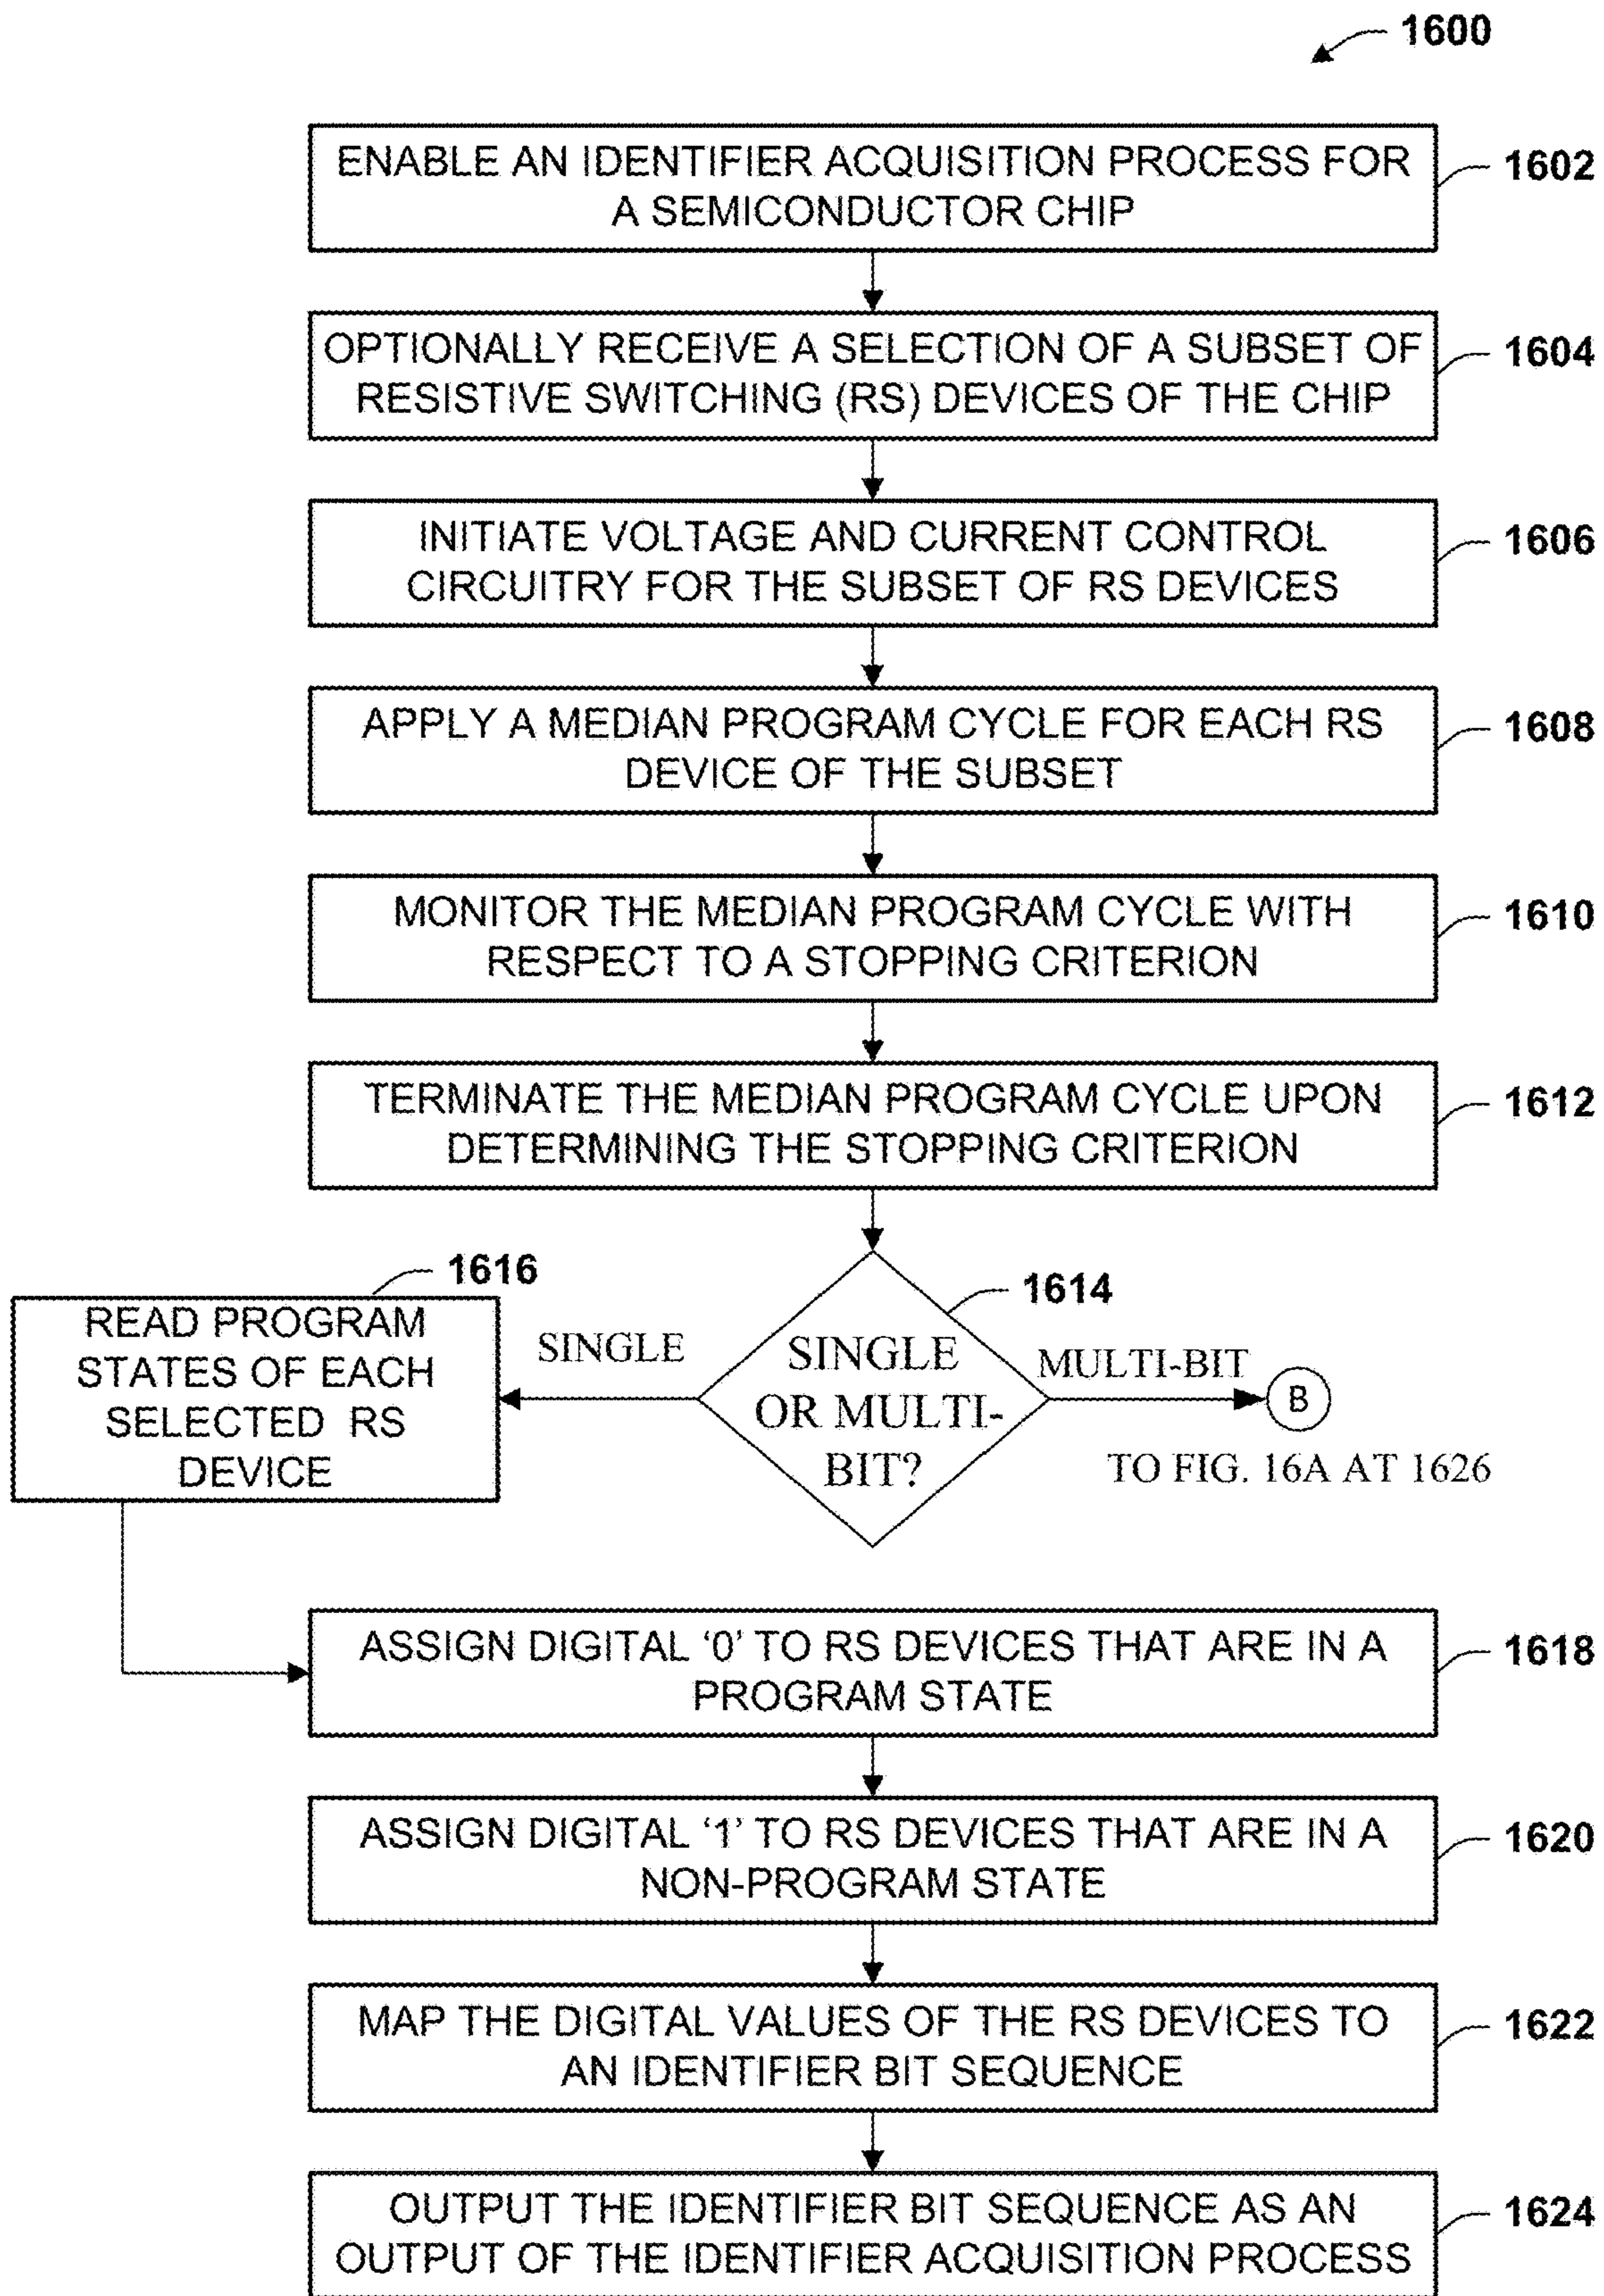 1600
ENABLE AN IDENTIFIER ACQUISITION PROCESS FOR
A SEMICONDUCTOR CHIP
1602
OPTIONALLY RECEIVE A SELECTION OF A SUBSET OF
RESISTIVE SWITCHING (RS) DEVICES OF THE CHIP
1604
INITIATE VOLTAGE AND CURRENT CONTROL
CIRCUITRY FOR THE SUBSET OF RS DEVICES
1606
APPLY A MEDIAN PROGRAM CYCLE FOR EACH RS
DEVICE OF THE SUBSET
1608
MONITOR THE MEDIAN PROGRAM CYCLE WITH
RESPECT TO A STOPPING CRITERION
1610
TERMINATE THE MEDIAN PROGRAM CYCLE UPON
DETERMINING THE STOPPING CRITERION
1612
1614
SINGLE
OR MULTI-
BIT?
SINGLE
1616
READ PROGRAM
STATES OF EACH
SELECTED RS
DEVICE
MULTI-BIT
B
TO FIG. 16A AT 1626
ASSIGN DIGITAL ‘0’ TO RS DEVICES THAT ARE IN A
PROGRAM STATE
1618
ASSIGN DIGITAL ‘1’ TO RS DEVICES THAT ARE IN A
NON-PROGRAM STATE
1620
MAP THE DIGITAL VALUES OF THE RS DEVICES TO
AN IDENTIFIER BIT SEQUENCE
1622
OUTPUT THE IDENTIFIER BIT SEQUENCE AS AN
OUTPUT OF THE IDENTIFIER ACQUISITION PROCESS
1624